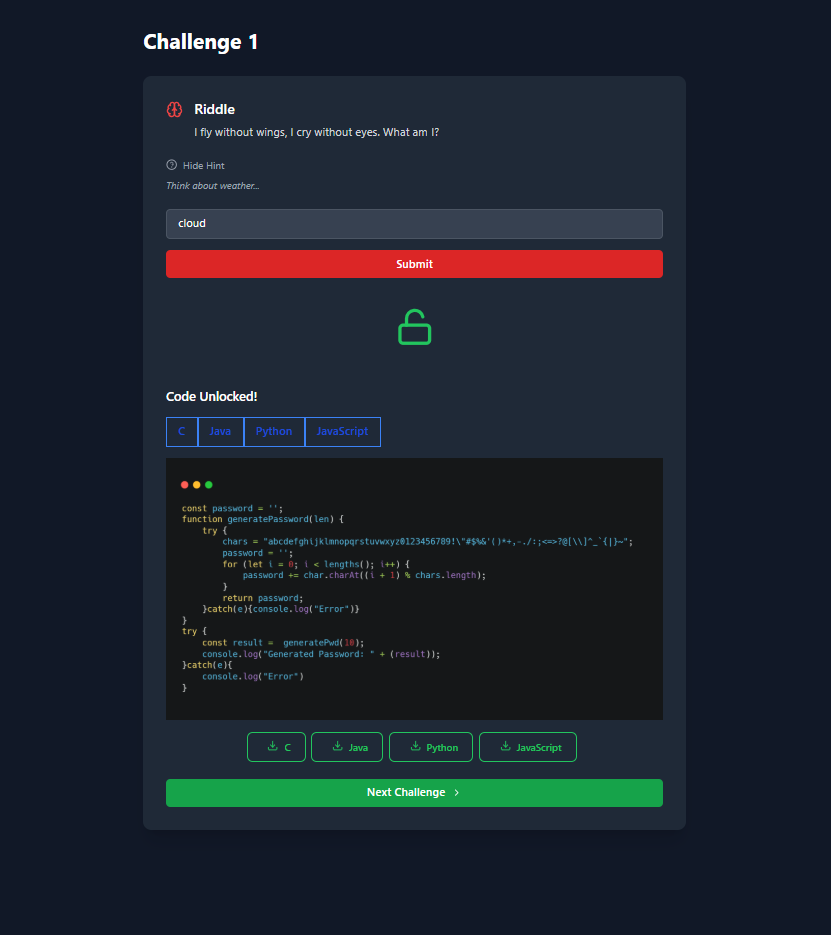 Challenge 1
Riddle
I fly without wings, I cry without eyes. What am I?
Hide Hint
Think about weather...
cloud
Submit
Code Unlocked!
C Java Python JavaScript
const password = '';
function generatePassword(len) {
    try {
        chars = "abcdefghijklmnopqrstuvwxyz0123456789!\"#$%&'()*+,-./:;<=>?@[\\]^_`{|}~";
        password = '';
        for (let i = 0; i < lengths(); i++) {
            password += char.charAt((i + 1) % chars.length);
        }
        return password;
    }catch(e){console.log("Error")}
}
try {
    const result =  generatePwd(10);
    console.log("Generated Password: " + (result));
}catch(e){
    console.log("Error")
}
C Java Python JavaScript
Next Challenge